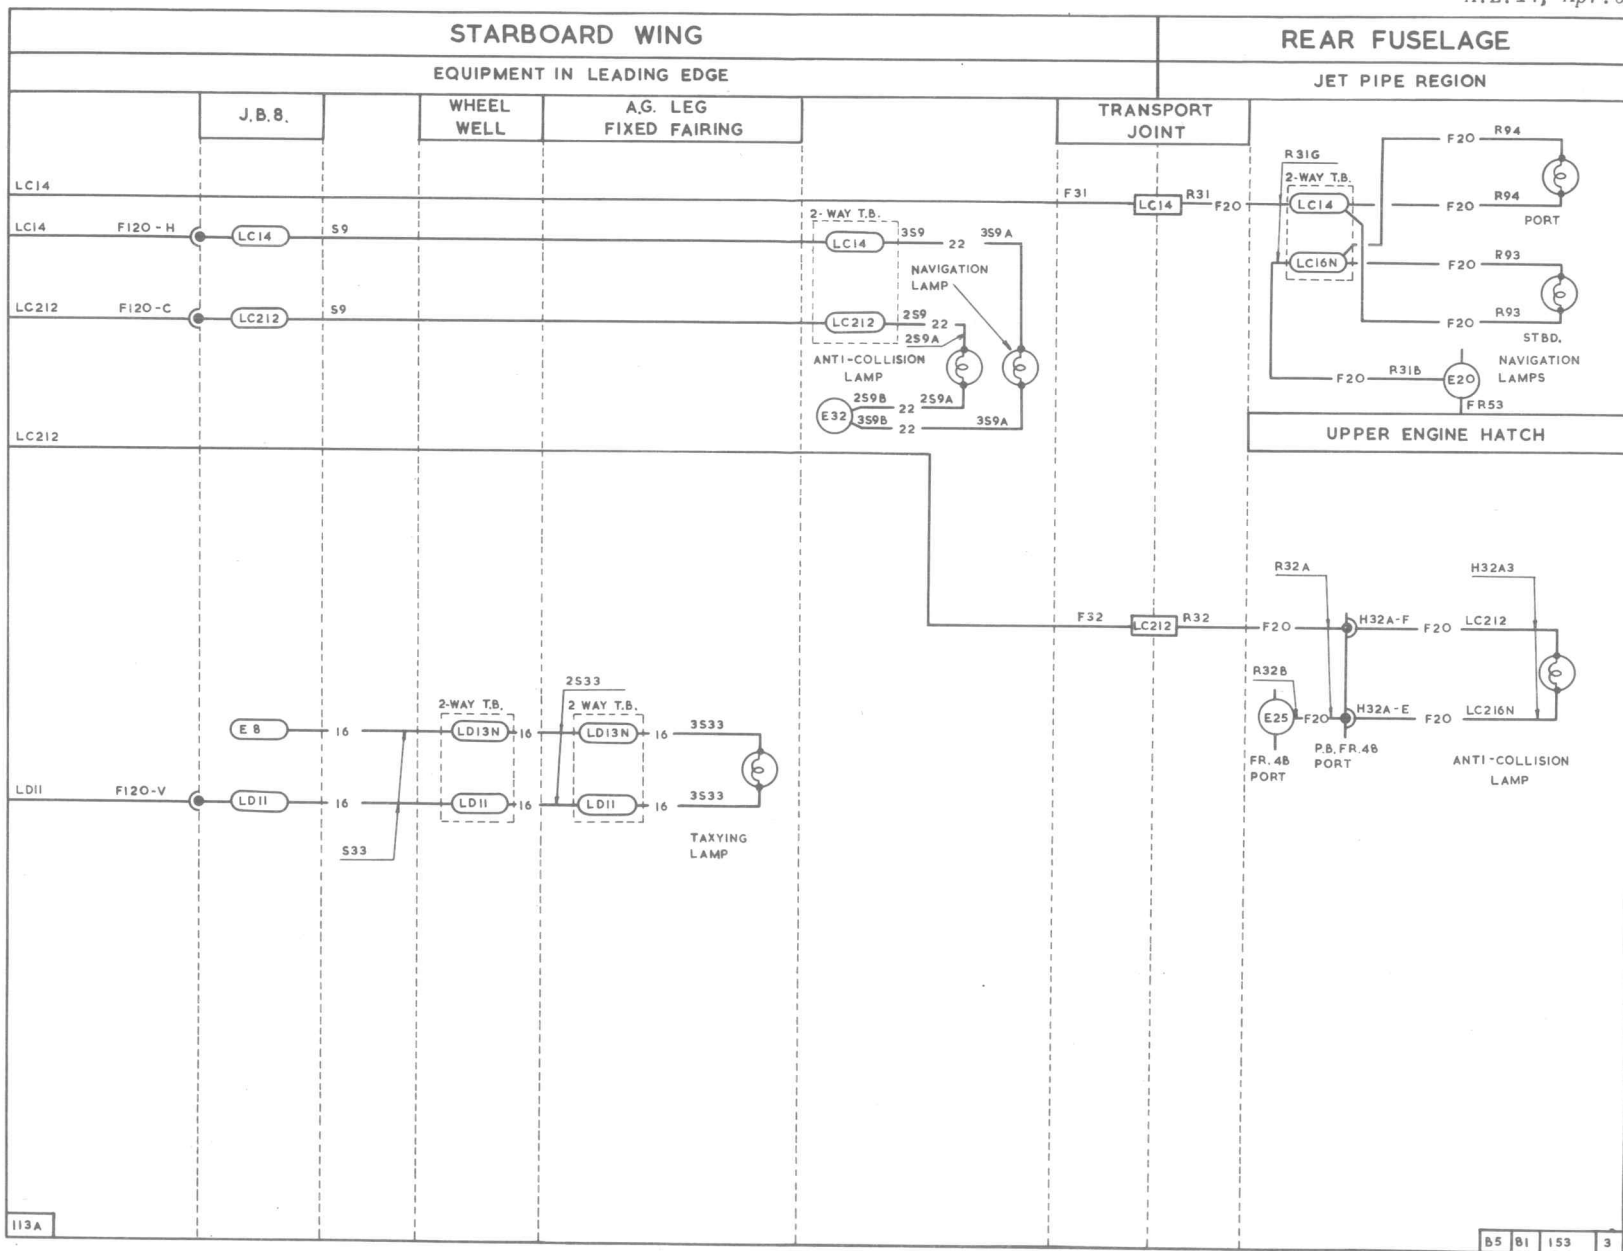 STARBOARD WING
REAR FUSELAGE
EQUIPMENT IN LEADING EDGE
JET PIPE REGION
J.B.8.
WHEEL
WELL
A.G. LEG
FIXED FAIRING
TRANSPORT
JOINT
F20 R94
R31G
2-WAY T.B.
LC14
F31
LC14
R31
F20
LC14
F20 R94
PORT
LC14
F120-H
LC14
S9
2-WAY T.B.
LC14
3S9
22
3S9A
NAVIGATION
LAMP
LC16N
F20 R93
LC212
F120-C
LC212
S9
LC212
2S9
22
2S9A
F20 R93
STBD.
ANTI-COLLISION
LAMP
NAVIGATION
LAMPS
F20
R31B
E20
FR53
E32
2S9B
22
2S9A
3S9B
22
3S9A
LC212
UPPER ENGINE HATCH
R32A
H32A3
F32
LC212
R32
F20
H32A-F
F20
LC212
R32B
E25
F20
H32A-E
F20
LC216N
FR.48
PORT
P.B.FR.48
PORT
ANTI-COLLISION
LAMP
2S33
2-WAY T.B.
2 WAY T.B.
E8
16
LD13N
16
LD13N
16
3S33
LD11
F120-V
LD11
16
LD11
16
LD11
16
3S33
S33
TAXYING
LAMP
113A
B5 B1 153 3